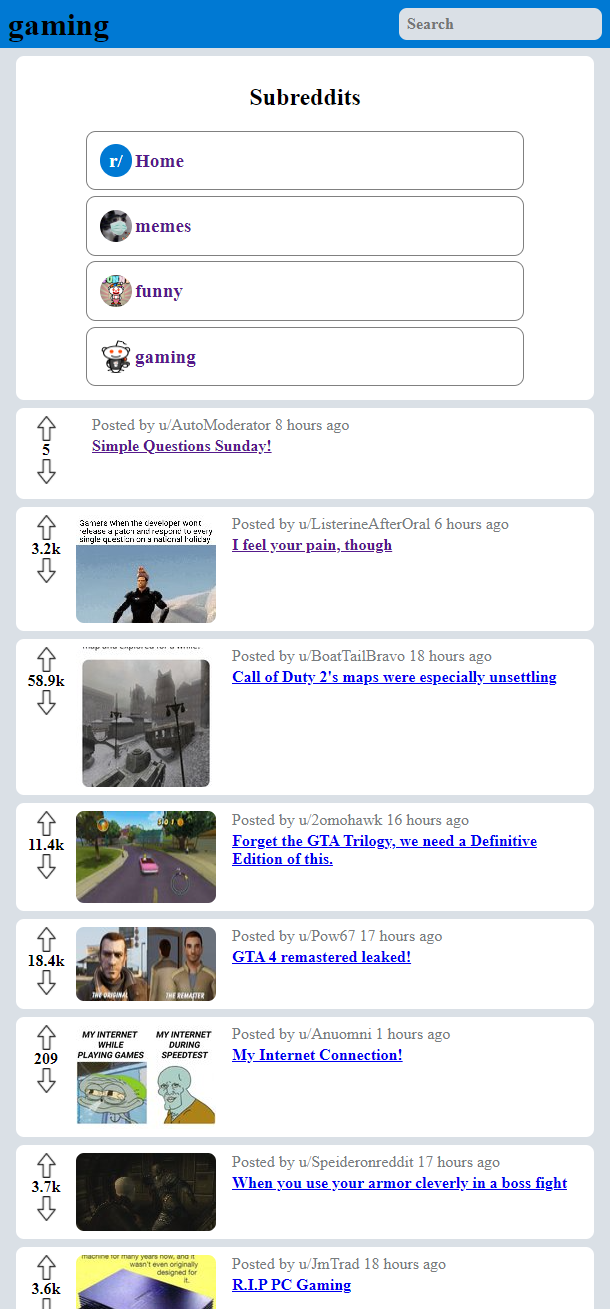 gaming
Search
Subreddits
r/ Home
memes
funny
gaming
5
Posted by u/AutoModerator 8 hours ago
Simple Questions Sunday!
3.2k
Gamers when the developer wont
release a patch and respond to every
single question on a national holiday
Posted by u/ListerineAfterOral 6 hours ago
I feel your pain, though
58.9k
map and explored for a while.
Posted by u/BoatTailBravo 18 hours ago
Call of Duty 2's maps were especially unsettling
11.4k
Posted by u/2omohawk 16 hours ago
Forget the GTA Trilogy, we need a Definitive
Edition of this.
18.4k
THE ORIGINAL
THE REMASTER
Posted by u/Pow67 17 hours ago
GTA 4 remastered leaked!
209
MY INTERNET
WHILE
PLAYING GAMES
MY INTERNET
DURING
SPEEDTEST
Posted by u/Anuomni 1 hours ago
My Internet Connection!
3.7k
Posted by u/Speideronreddit 17 hours ago
When you use your armor cleverly in a boss fight
3.6k
machine for many years now, and it
wasn't even originally
designed for
it.
Posted by u/JmTrad 18 hours ago
R.I.P PC Gaming